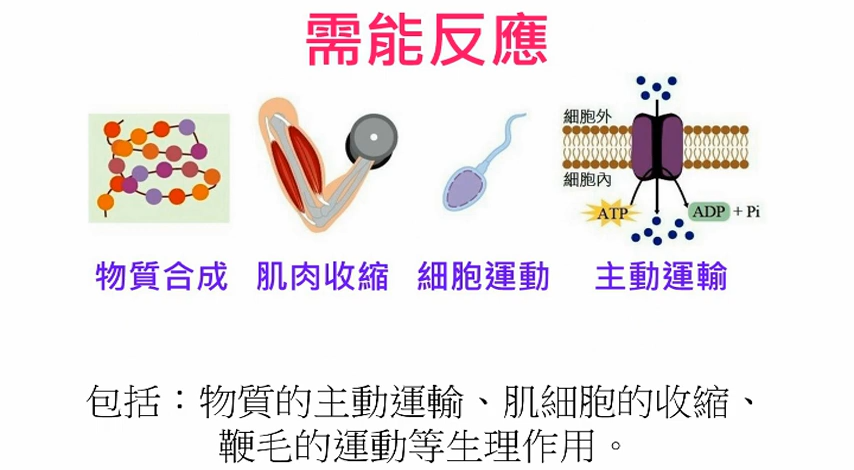 需能反應
細胞外
細胞內
ATP
ADP + Pi
物質合成 肌肉收縮 細胞運動 主動運輸
包括：物質的主動運輸、肌細胞的收縮、
鞭毛的運動等生理作用。